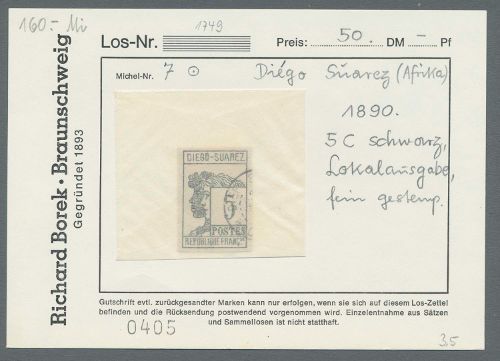 160.- Mi
Los-Nr. 1749
Preis: 50. DM – Pf
Richard Borek • Braunschweig
Gegründet 1893
Michel-Nr. 7 ⊙ Diégo Suarez (Afrika)
1890.
5 C schwarz,
Lokalausgabe,
fein gestemp.
DIEGO-SUAREZ
5
POSTES
REPUBLIQUE FRANÇ
Gutschrift evtl. zurückgesandter Marken kann nur erfolgen, wenn sie sich auf diesem Los-Zettel
befinden und die Rücksendung postwendend vorgenommen wird. Einzelentnahme aus Sätzen
und Sammellosen ist nicht statthaft.
0405
35